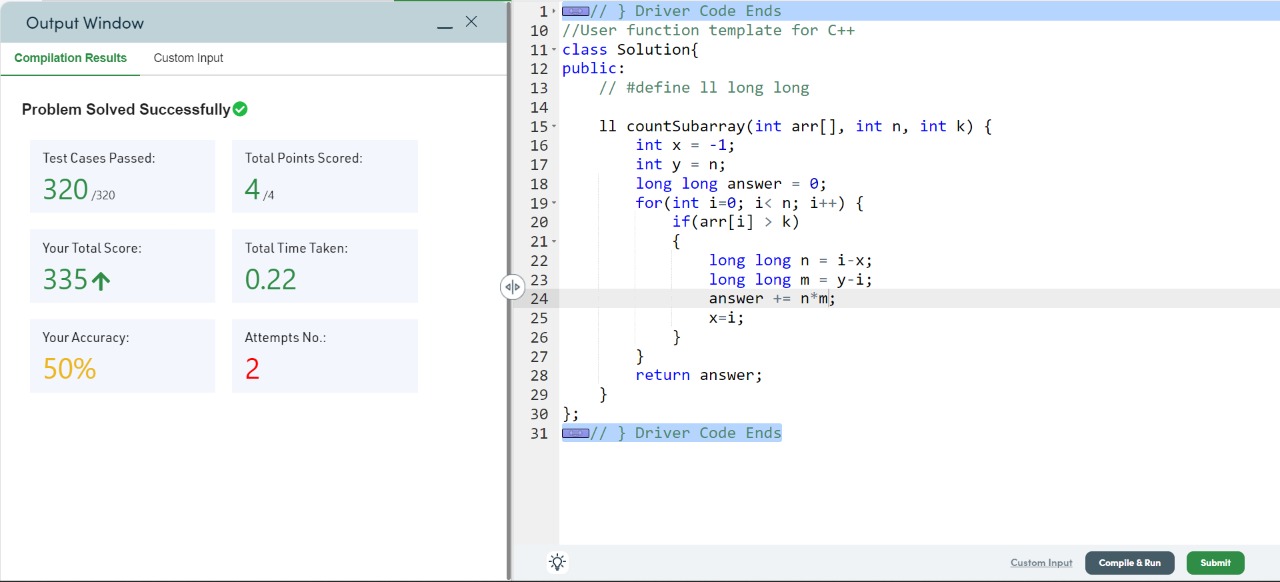 Output Window
Compilation Results
Custom Input
Problem Solved Successfully
Test Cases Passed:
320 /320
Total Points Scored:
4 /4
Your Total Score:
335
Total Time Taken:
0.22
Your Accuracy:
50%
Attempts No.:
2
1 // } Driver Code Ends
10 //User function template for C++
11 class Solution{
12 public:
13     // #define ll long long
14
15     ll countSubarray(int arr[], int n, int k) {
16         int x = -1;
17         int y = n;
18         long long answer = 0;
19         for(int i=0; i< n; i++) {
20             if(arr[i] > k)
21             {
22                 long long n = i-x;
23                 long long m = y-i;
24                 answer += n*m;
25                 x=i;
26             }
27         }
28         return answer;
29     }
30 };
31 // } Driver Code Ends
Custom Input
Compile & Run
Submit